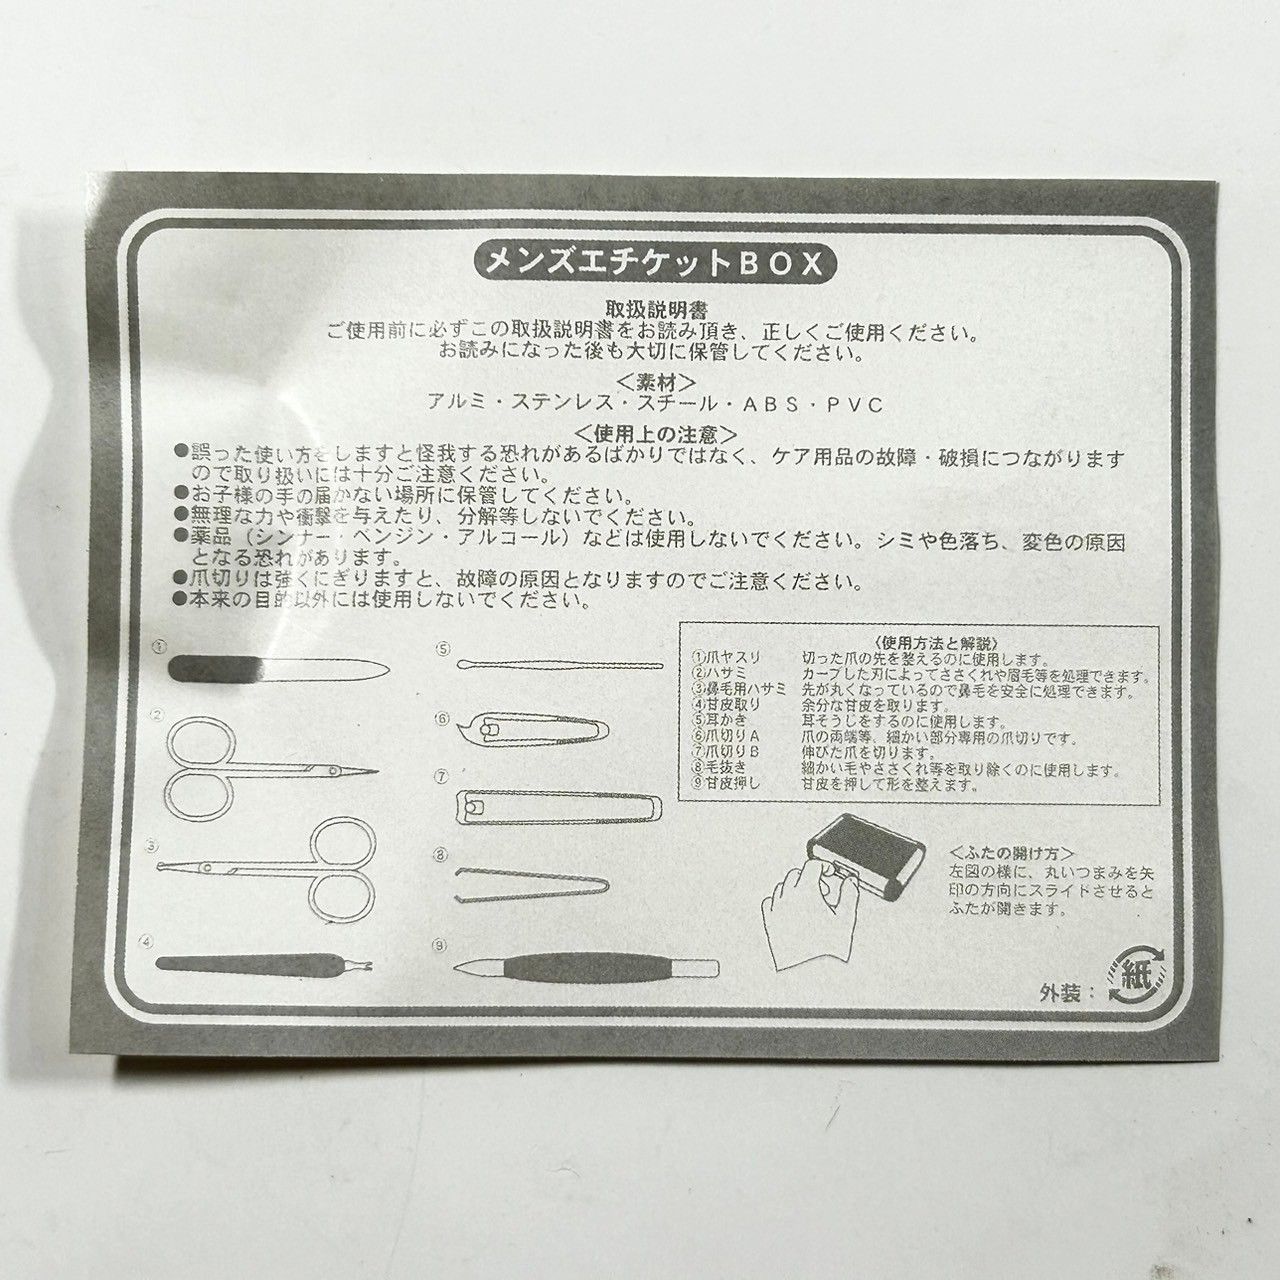 メンズエチケットBOX
取扱説明書
ご使用前に必ずこの取扱説明書をお読み頂き、正しくご使用ください。
お読みになった後も大切に保管してください。
＜素材＞
アルミ・ステンレス・スチール・ABS・PVC
＜使用上の注意＞
●誤った使い方をしますと怪我する恐れがあるばかりではなく、ケア用品の故障・破損につながります
ので取り扱いには十分ご注意ください。
●お子様の手の届かない場所に保管してください。
●無理な力や衝撃を与えたり、分解等しないでください。
●薬品（シンナー・ベンジン・アルコール）などは使用しないでください。シミや色落ち、変色の原因
となる恐れがあります。
●爪切りは強くにぎりますと、故障の原因となりますのでご注意ください。
●本来の目的以外には使用しないでください。
①
②
③
④
⑤
⑥
⑦
⑧
⑨
〈使用方法と解説〉
①爪ヤスリ 切った爪の先を整えるのに使用します。
②ハサミ カーブした刃によってささくれや眉毛等を処理できます。
③鼻毛用ハサミ 先が丸くなっているので鼻毛を安全に処理できます。
④甘皮取り 余分な甘皮を取ります。
⑤耳かき 耳そうじをするのに使用します。
⑥爪切りA 爪の両端等、細かい部分専用の爪切りです。
⑦爪切りB 伸びた爪を切ります。
⑧毛抜き 細かい毛やささくれ等を取り除くのに使用します。
⑨甘皮押し 甘皮を押して形を整えます。
＜ふたの開け方＞
左図の様に、丸いつまみを矢
印の方向にスライドさせると
ふたが開きます。
外装：紙